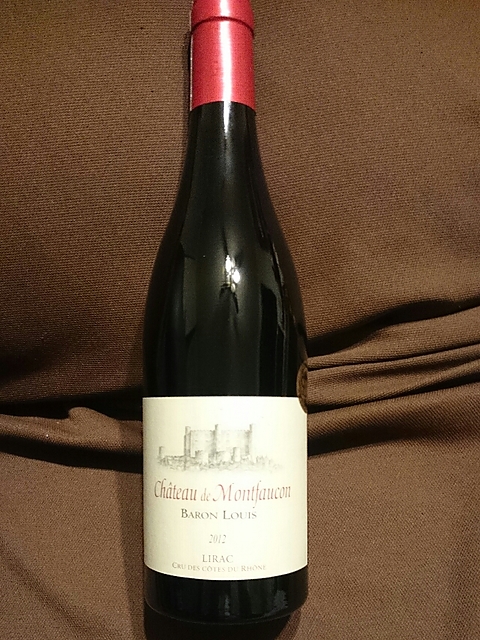 Château de Montfaucon
BARON LOUIS
2012
LIRAC
CRU DES CÔTES DU RHÔNE